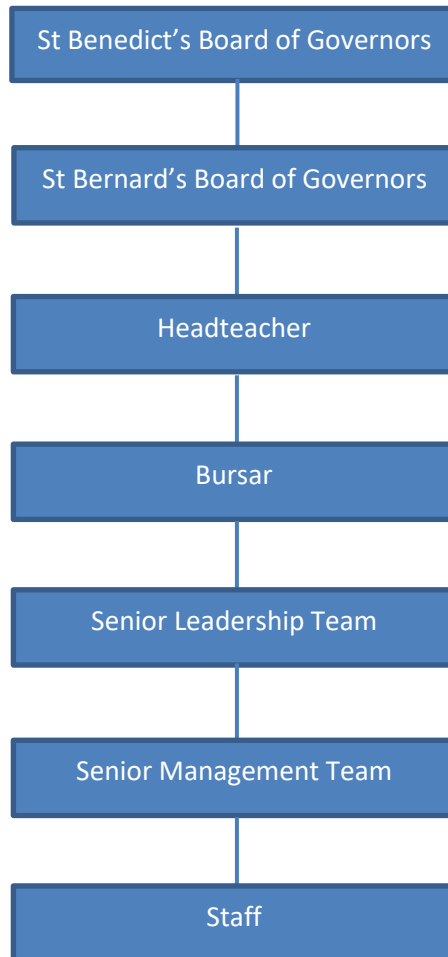 St Benedict’s Board of Governors
St Bernard’s Board of Governors
Headteacher
Bursar
Senior Leadership Team
Senior Management Team
Staff